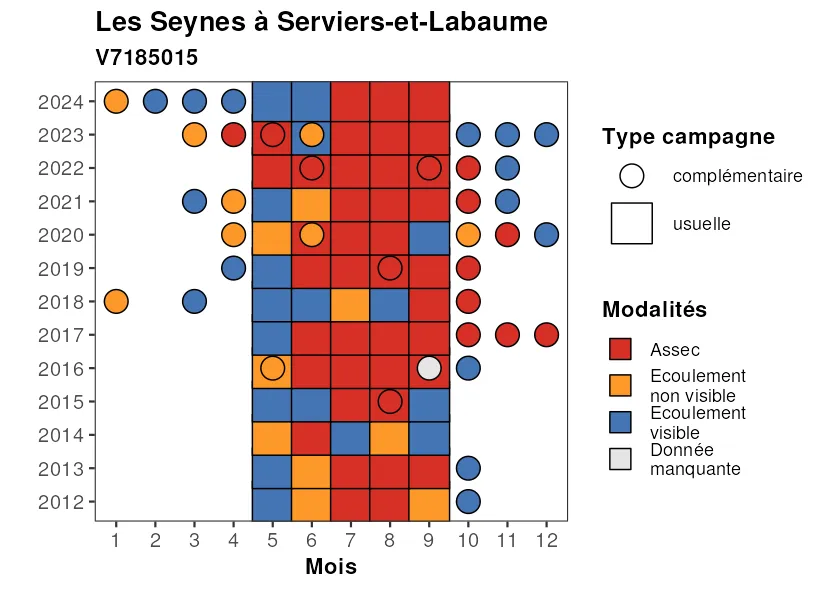 Les Seynes à Serviers-et-Labaume
V7185015
2024
2023
2022
2021
2020
2019
2018
2017
2016
2015
2014
2013
2012
1 2 3 4 5 6 7 8 9 10 11 12
Mois
Type campagne
complémentaire
usuelle
Modalités
Assec
Ecoulement
non visible
Ecoulement
visible
Donnée
manquante